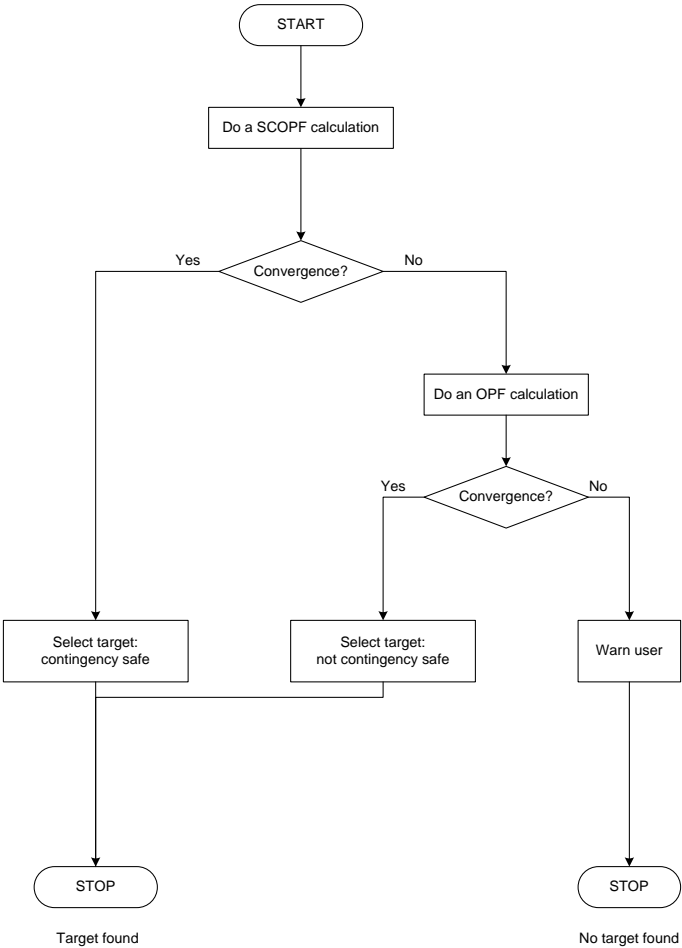 START
Do a SCOPF calculation
Yes
Convergence?
No
Do an OPF calculation
Yes
Convergence?
No
Select target:
contingency safe
Select target:
not contingency safe
Warn user
STOP
STOP
Target found
No target found